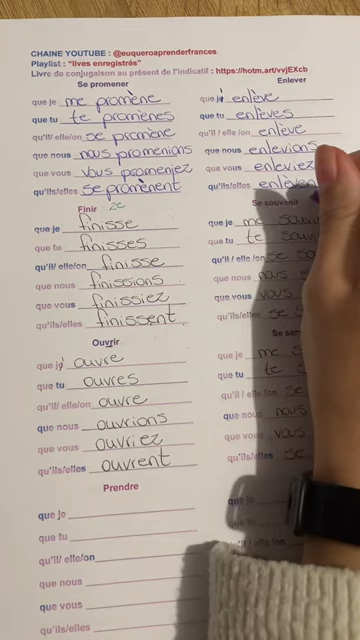 CHAINE YOUTUBE : @euqueroaprenderfrances
Playlist : "lives enregistrés"
Livre de conjugaison au présent de l'indicatif : https://hotm.art/vvjEXcb
Se promener
que je me promène
que tu te promènes
qu'il/ elle/on se promène
que nous nous promenions
que vous vous promeniez
qu'ils/elles se promènent
Finir
que je finisse
que tu finisses
qu'il/ elle/on finisse
que nous finissions
que vous finissiez
qu'ils/elles finissent
Ouvrir
que j' ouvre
que tu ouvres
qu'il/ elle/on ouvre
que nous ouvrions
que vous ouvriez
qu'ils/elles ouvrent
Prendre
que je
que tu
qu'il/ elle/on
que nous
que vous
qu'ils/elles
Enlever
que j' enlève
que tu enlèves
qu'il / elle /on enlève
que nous enlevions
que vous enleviez
qu'ils/elles
Se souvenir
que je me
que tu te
qu'il / elle /on se
que nous nous
que vous vous
qu'ils/elles se
que je me
que tu te
qu'il / elle /on se
que nous nous
que vous vous
qu'ils/elles se
que je
que tu